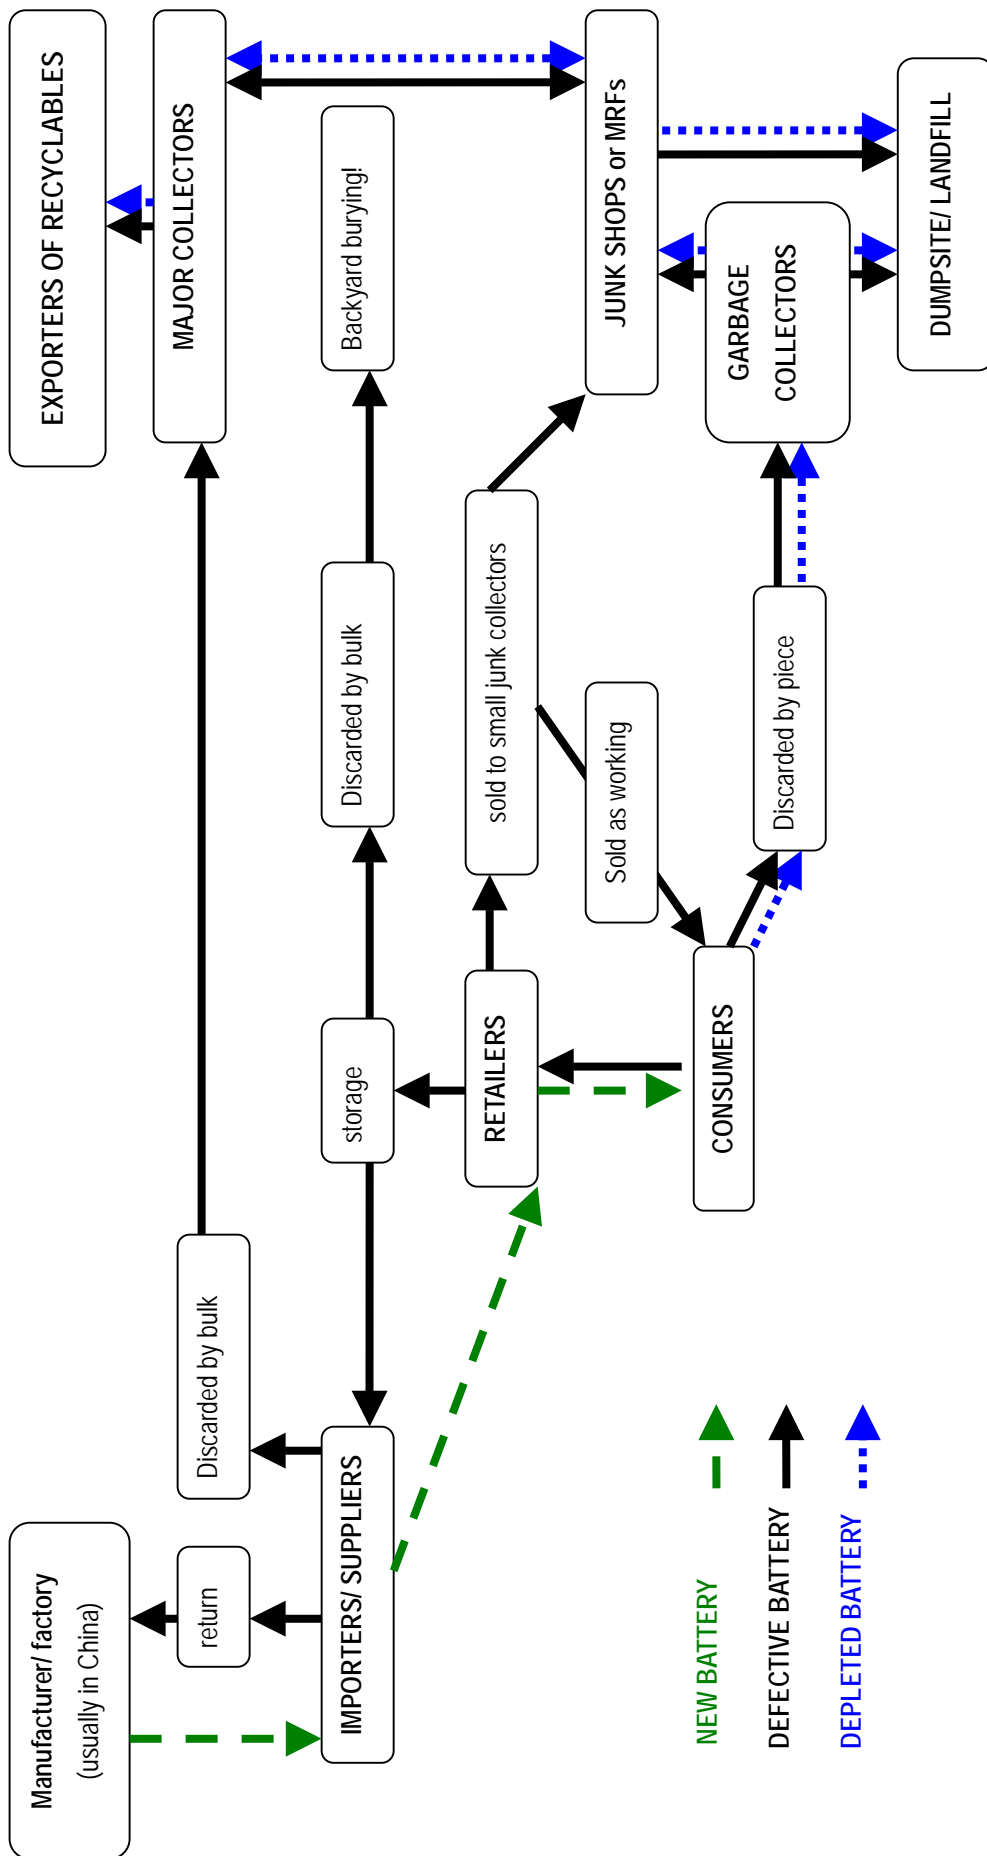 Manufacturer/ factory
(usually in China)
return
Discarded by bulk
IMPORTERS/ SUPPLIERS
EXPORTERS OF RECYCLABLES
MAJOR COLLECTORS
storage
Discarded by bulk
Backyard burying!
RETAILERS
sold to small junk collectors
Sold as working
JUNK SHOPS or MRFs
CONSUMERS
Discarded by piece
GARBAGE
COLLECTORS
DUMPSITE/ LANDFILL
NEW BATTERY
DEFECTIVE BATTERY
DEPLETED BATTERY